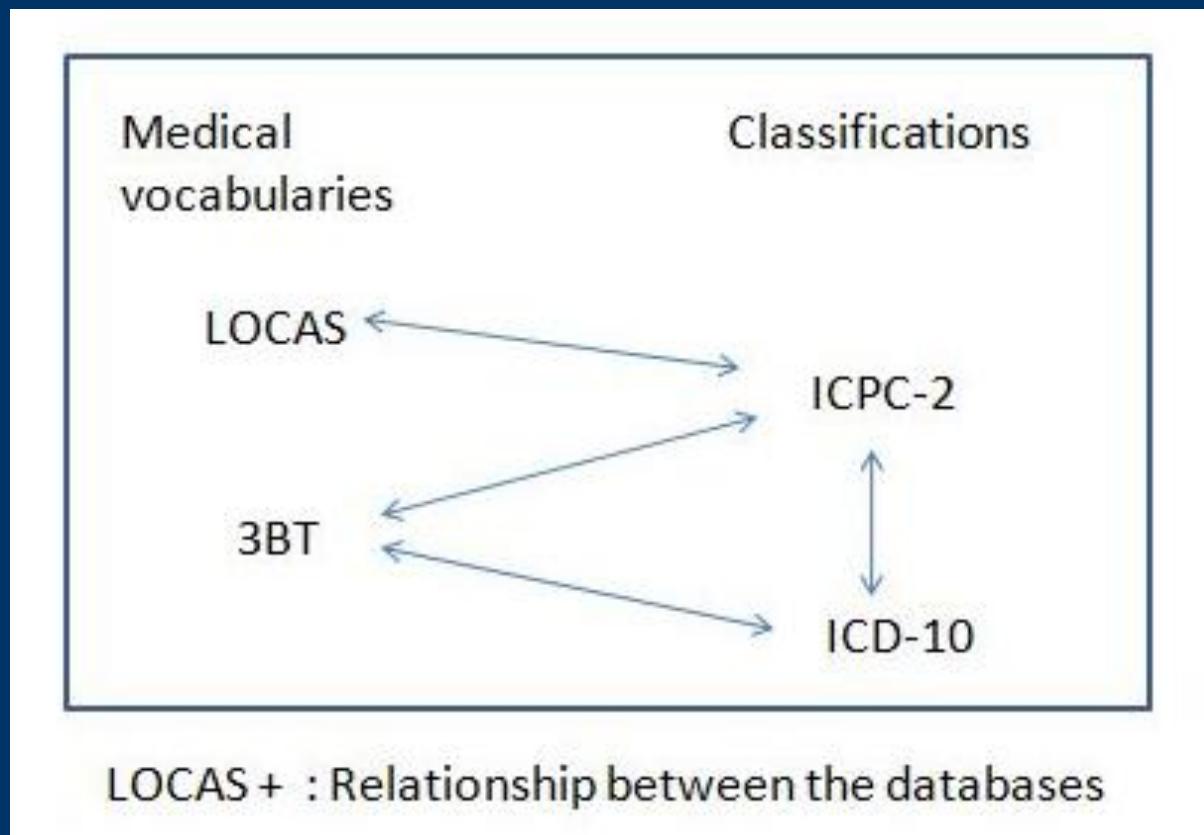 Medical
vocabularies
Classifications
LOCAS
ICPC-2
3BT
ICD-10
LOCAS + : Relationship between the databases